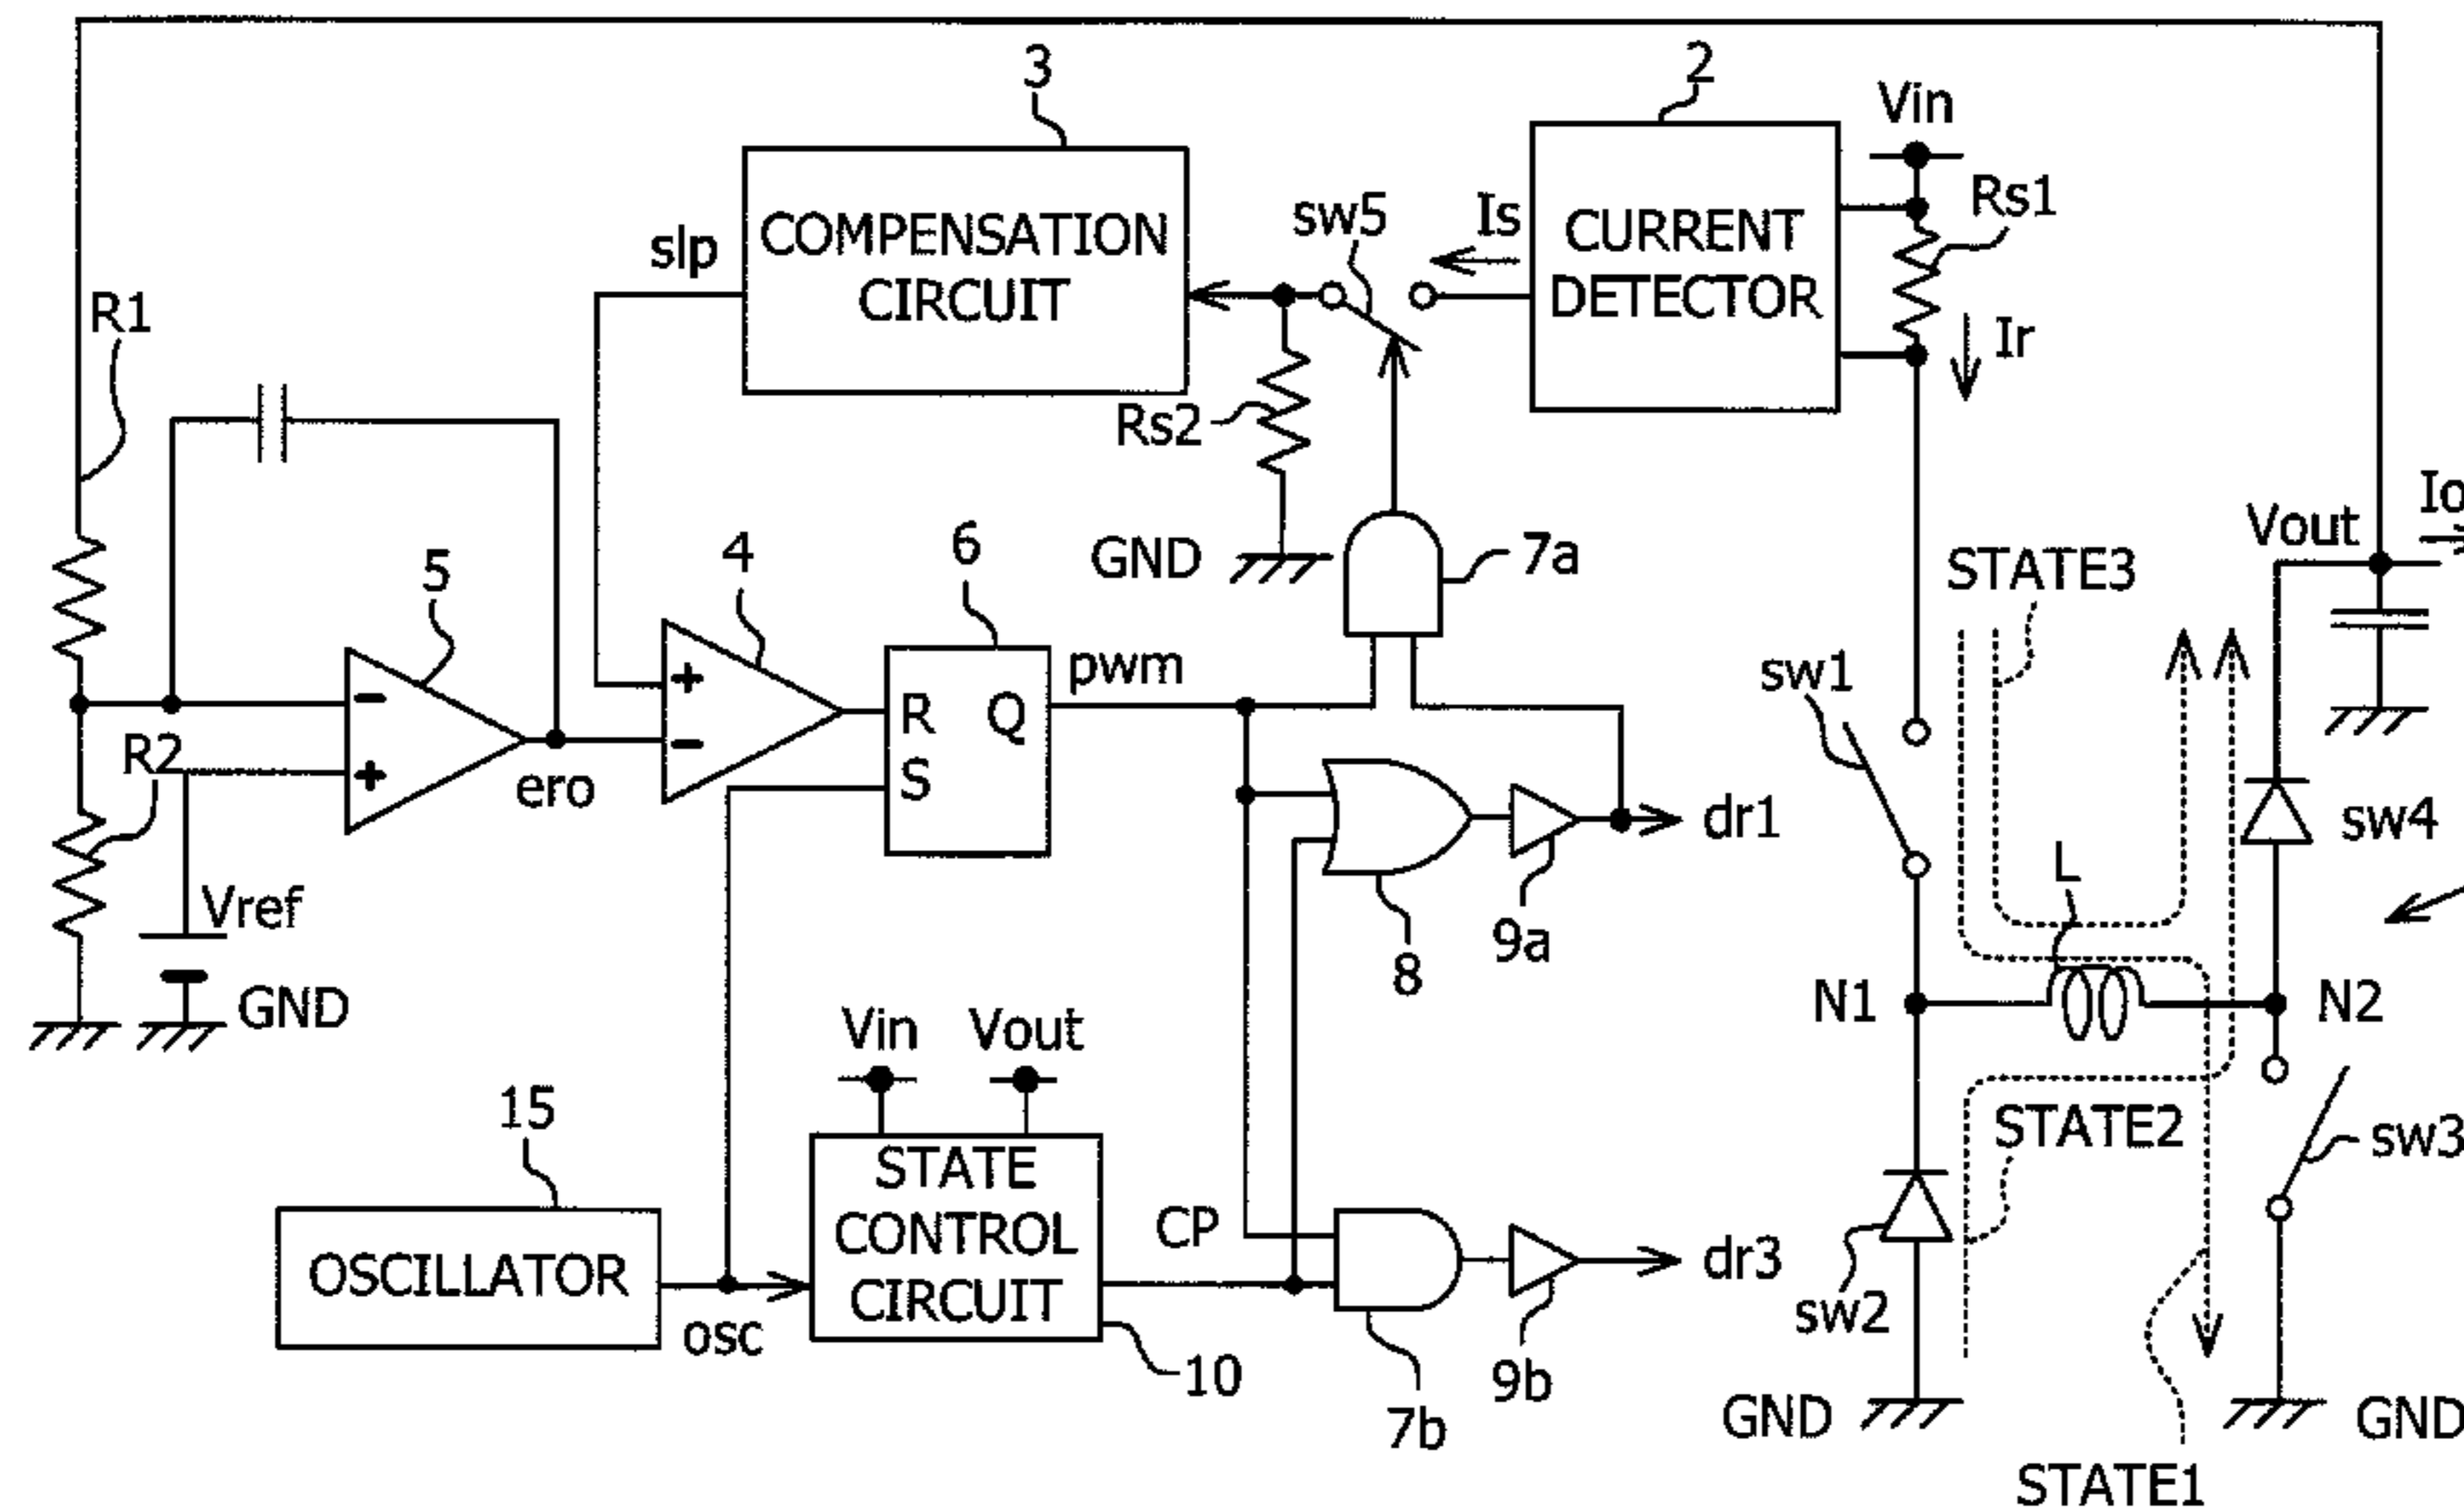 3
2
Vin
COMPENSATION
CIRCUIT
slp
sw5
Is
CURRENT
DETECTOR
Rs1
Ir
R1
Rs2
GND
7a
Vout
Io
STATE3
5
4
6
pwm
sw1
R
Q
S
-
+
+
-
R2
ero
dr1
sw4
Vref
8
9a
L
GND
N1
N2
Vin
Vout
15
STATE
CONTROL
CIRCUIT
CP
STATE2
sw3
OSCILLATOR
osc
dr3
sw2
10
7b
9b
GND
GND
STATE1